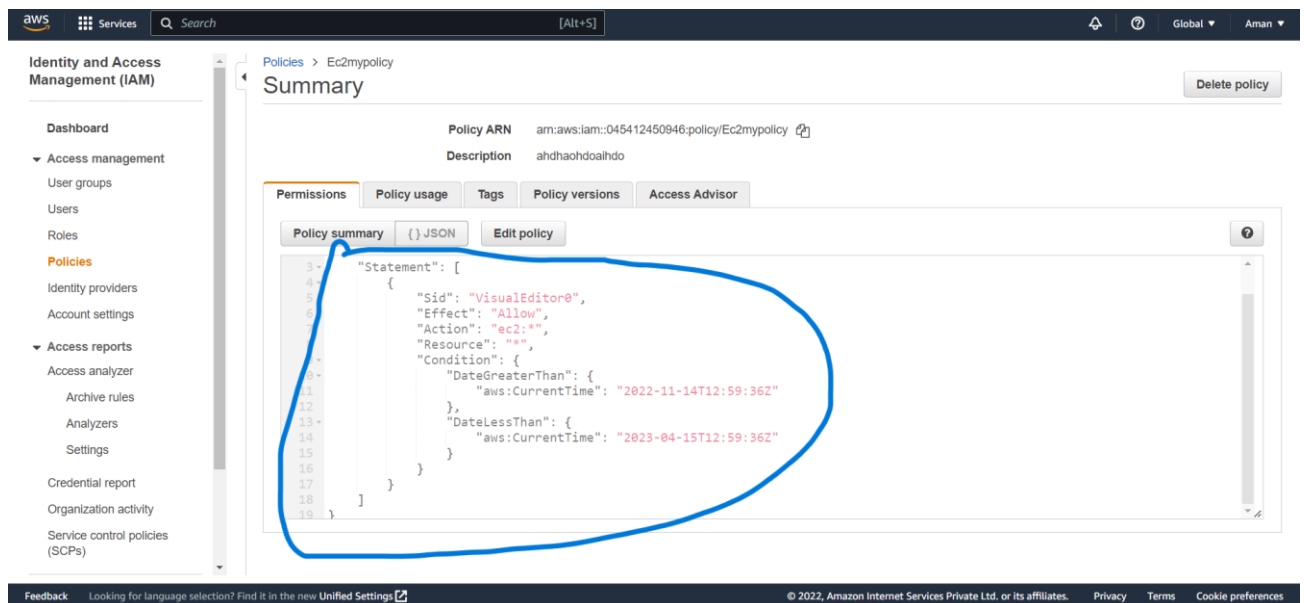 aws Services Search [Alt+S] Global ▼ Aman ▼
Identity and Access
Management (IAM)
Dashboard
Access management
User groups
Users
Roles
Policies
Identity providers
Account settings
Access reports
Access analyzer
Archive rules
Analyzers
Settings
Credential report
Organization activity
Service control policies
(SCPs)
Policies > Ec2mypolicy
Summary
Delete policy
Policy ARN arn:aws:iam::045412450946:policy/Ec2mypolicy
Description ahdhaohdoaihdo
Permissions Policy usage Tags Policy versions Access Advisor
Policy summary { } JSON Edit policy
3 "Statement": [
4 {
5 "Sid": "VisualEditor0",
6 "Effect": "Allow",
"Action": "ec2:*",
"Resource": "*",
"Condition": {
"DateGreaterThan": {
11 "aws:CurrentTime": "2022-11-14T12:59:36Z"
12 },
13 "DateLessThan": {
14 "aws:CurrentTime": "2023-04-15T12:59:36Z"
15 }
16 }
17 }
18 ]
19 }
Feedback Looking for language selection? Find it in the new Unified Settings © 2022, Amazon Internet Services Private Ltd. or its affiliates. Privacy Terms Cookie preferences